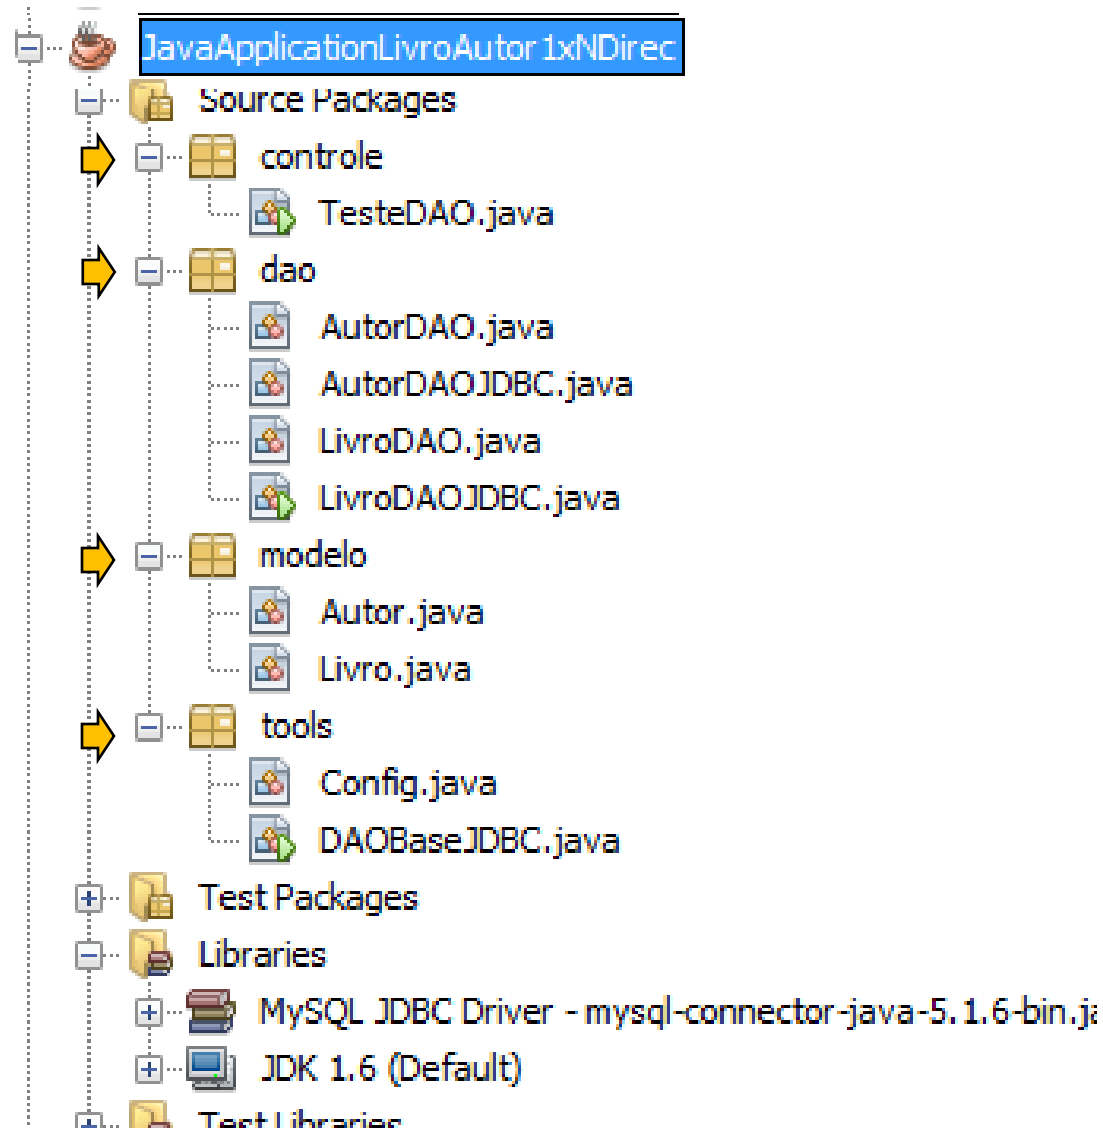 JavaApplicationLivroAutor1xNDirec
Source Packages
controle
TesteDAO.java
dao
AutorDAO.java
AutorDAOJDBC.java
LivroDAO.java
LivroDAOJDBC.java
modelo
Autor.java
Livro.java
tools
Config.java
DAOBaseJDBC.java
Test Packages
Libraries
MySQL JDBC Driver - mysql-connector-java-5.1.6-bin.ja
JDK 1.6 (Default)
Test Libraries